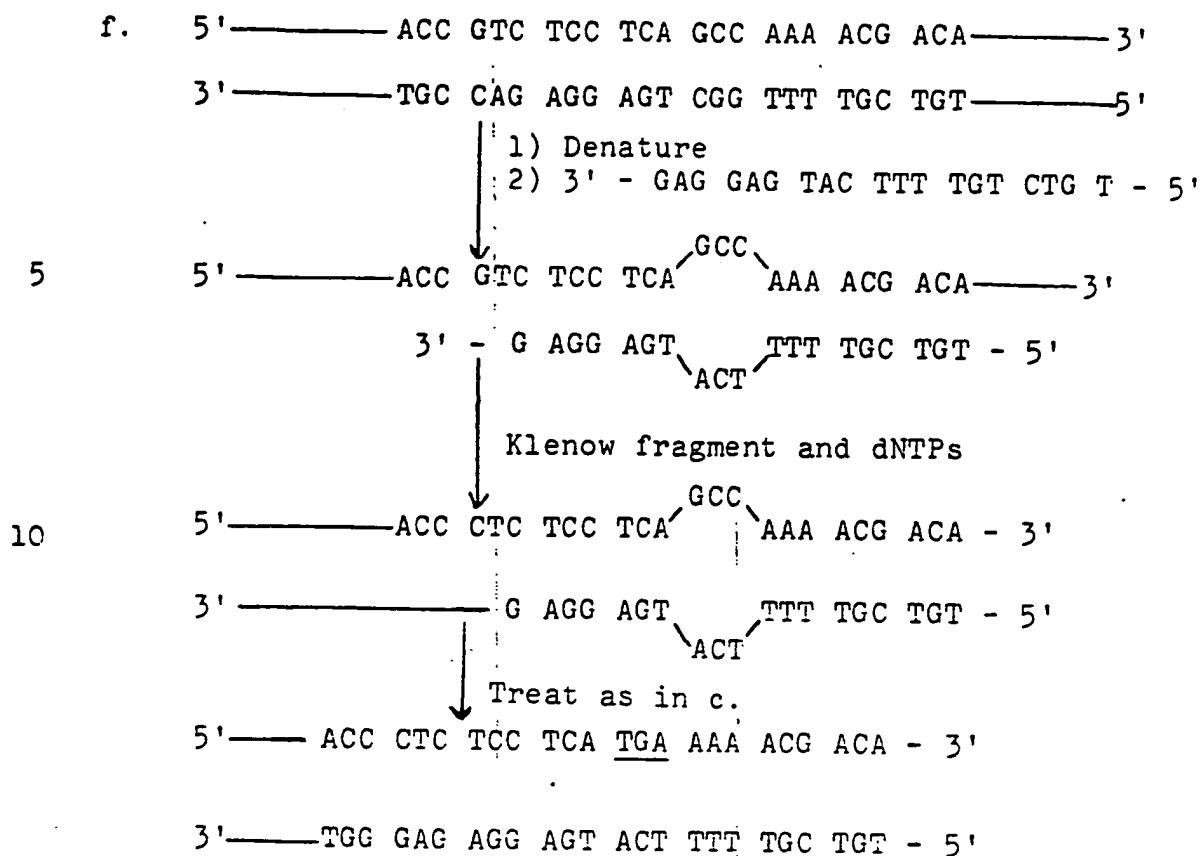 f. 5' ACC GTC TCC TCA GCC AAA ACG ACA 3'
3' TGC CAG AGG AGT CGG TTT TGC TGT 5'
1) Denature
2) 3' - GAG GAG TAC TTT TGT CTG T - 5'
GCC
5 5' ACC GTC TCC TCA AAA ACG ACA 3'
3' - G AGG AGT TTT TGC TGT - 5'
ACT
Klenow fragment and dNTPs
GCC
10 5' ACC CTC TCC TCA AAA ACG ACA - 3'
3' G AGG AGT TTT TGC TGT - 5'
ACT
Treat as in c.
5' ACC CTC TCC TCA TGA AAA ACG ACA - 3'
3' TGG GAG AGG AGT ACT TTT TGC TGT - 5'